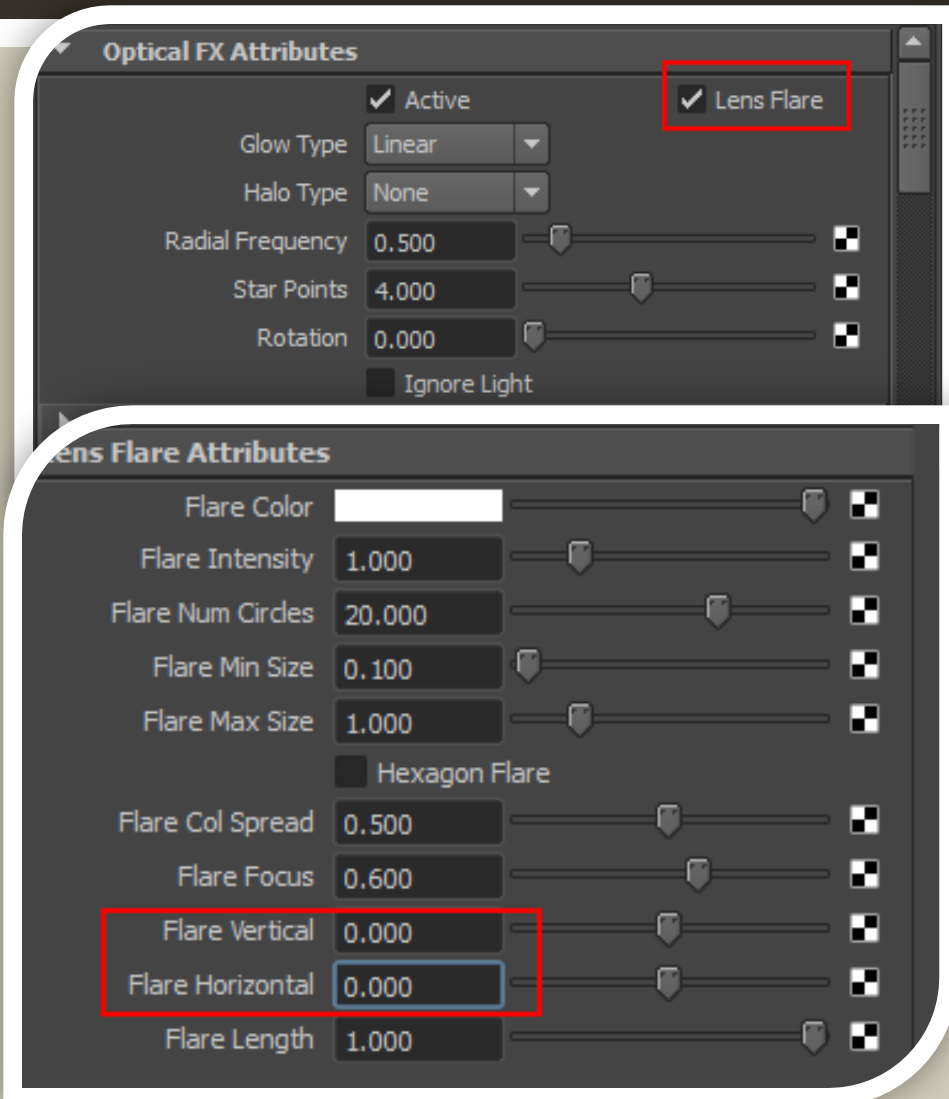 Optical FX Attributes
Active Lens Flare
Glow Type Linear
Halo Type None
Radial Frequency 0.500
Star Points 4.000
Rotation 0.000
Ignore Light
ens Flare Attributes
Flare Color
Flare Intensity 1.000
Flare Num Circles 20.000
Flare Min Size 0.100
Flare Max Size 1.000
Hexagon Flare
Flare Col Spread 0.500
Flare Focus 0.600
Flare Vertical 0.000
Flare Horizontal 0.000
Flare Length 1.000